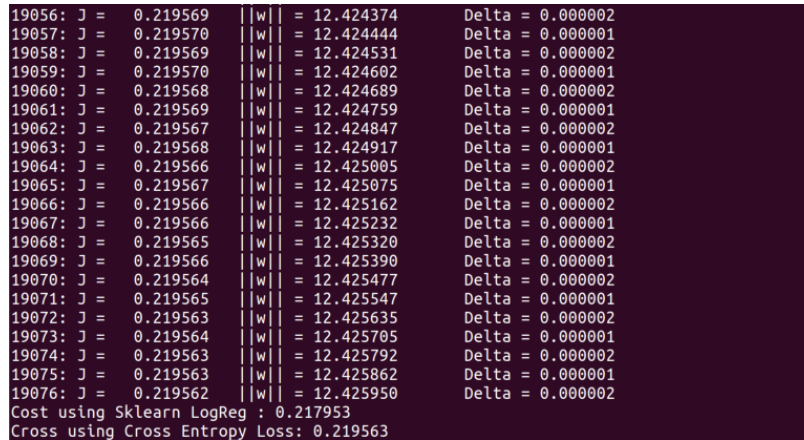 19056: J = 0.219569 ||w|| = 12.424374 Delta = 0.000002
19057: J = 0.219570 ||w|| = 12.424444 Delta = 0.000001
19058: J = 0.219569 ||w|| = 12.424531 Delta = 0.000002
19059: J = 0.219570 ||w|| = 12.424602 Delta = 0.000001
19060: J = 0.219568 ||w|| = 12.424689 Delta = 0.000002
19061: J = 0.219569 ||w|| = 12.424759 Delta = 0.000001
19062: J = 0.219567 ||w|| = 12.424847 Delta = 0.000002
19063: J = 0.219568 ||w|| = 12.424917 Delta = 0.000001
19064: J = 0.219566 ||w|| = 12.425005 Delta = 0.000002
19065: J = 0.219567 ||w|| = 12.425075 Delta = 0.000001
19066: J = 0.219566 ||w|| = 12.425162 Delta = 0.000002
19067: J = 0.219566 ||w|| = 12.425232 Delta = 0.000001
19068: J = 0.219565 ||w|| = 12.425320 Delta = 0.000002
19069: J = 0.219566 ||w|| = 12.425390 Delta = 0.000001
19070: J = 0.219564 ||w|| = 12.425477 Delta = 0.000002
19071: J = 0.219565 ||w|| = 12.425547 Delta = 0.000001
19072: J = 0.219563 ||w|| = 12.425635 Delta = 0.000002
19073: J = 0.219564 ||w|| = 12.425705 Delta = 0.000001
19074: J = 0.219563 ||w|| = 12.425792 Delta = 0.000002
19075: J = 0.219563 ||w|| = 12.425862 Delta = 0.000001
19076: J = 0.219562 ||w|| = 12.425950 Delta = 0.000002
Cost using Sklearn LogReg : 0.217953
Cross using Cross Entropy Loss: 0.219563